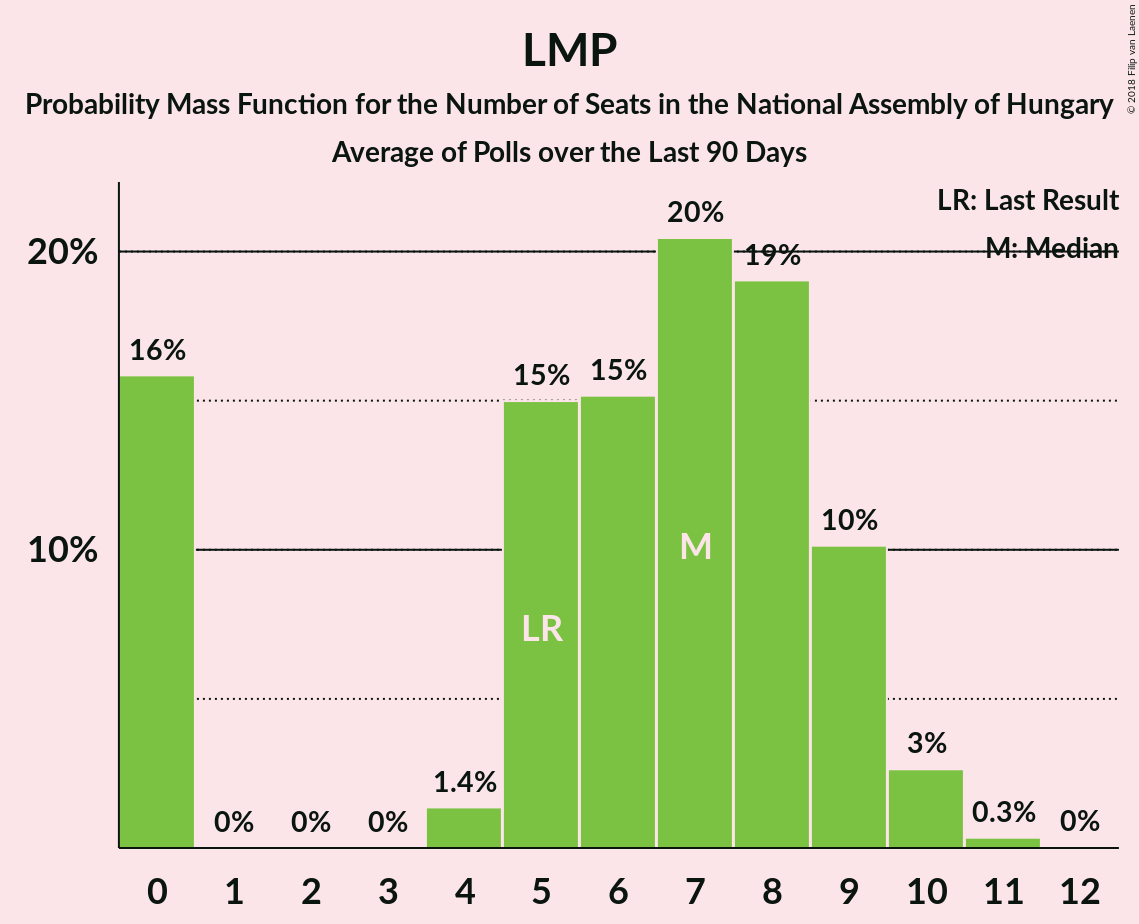 LMP
Probability Mass Function for the Number of Seats in the National Assembly of Hungary
Average of Polls over the Last 90 Days
© 2018 Filip van Laenen
LR: Last Result
M: Median
20%
10%
16%
0%
0%
0%
1.4%
15%
15%
20%
19%
10%
3%
0.3%
0%
LR
M
0 1 2 3 4 5 6 7 8 9 10 11 12